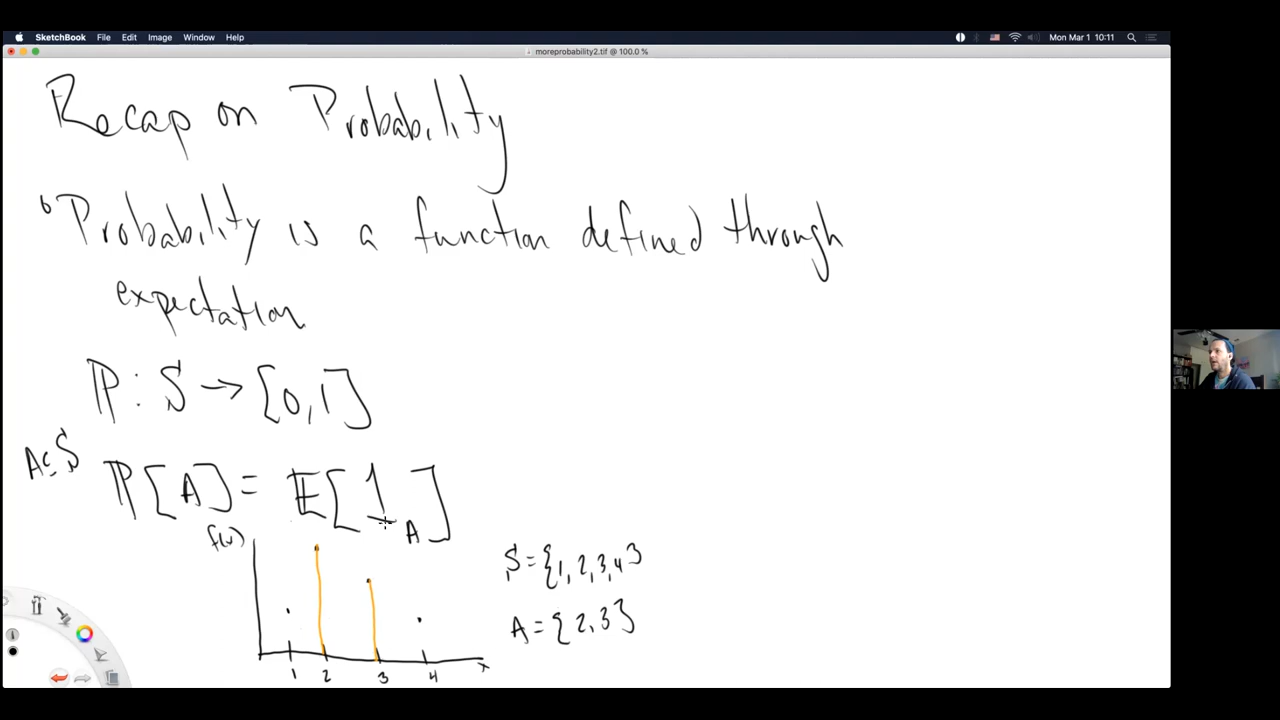 SketchBook File Edit Image Window Help Mon Mar 1 10:11
moreprobability2.tif @ 100.0 %
Recap on Probability
Probability is a function defined through
expectation
ℙ: S → [0,1]
A⊆S
ℙ[A] = 𝔼[1_A]
f(x)
S = {1,2,3,4}
A = {2,3}
1 2 3 4 x